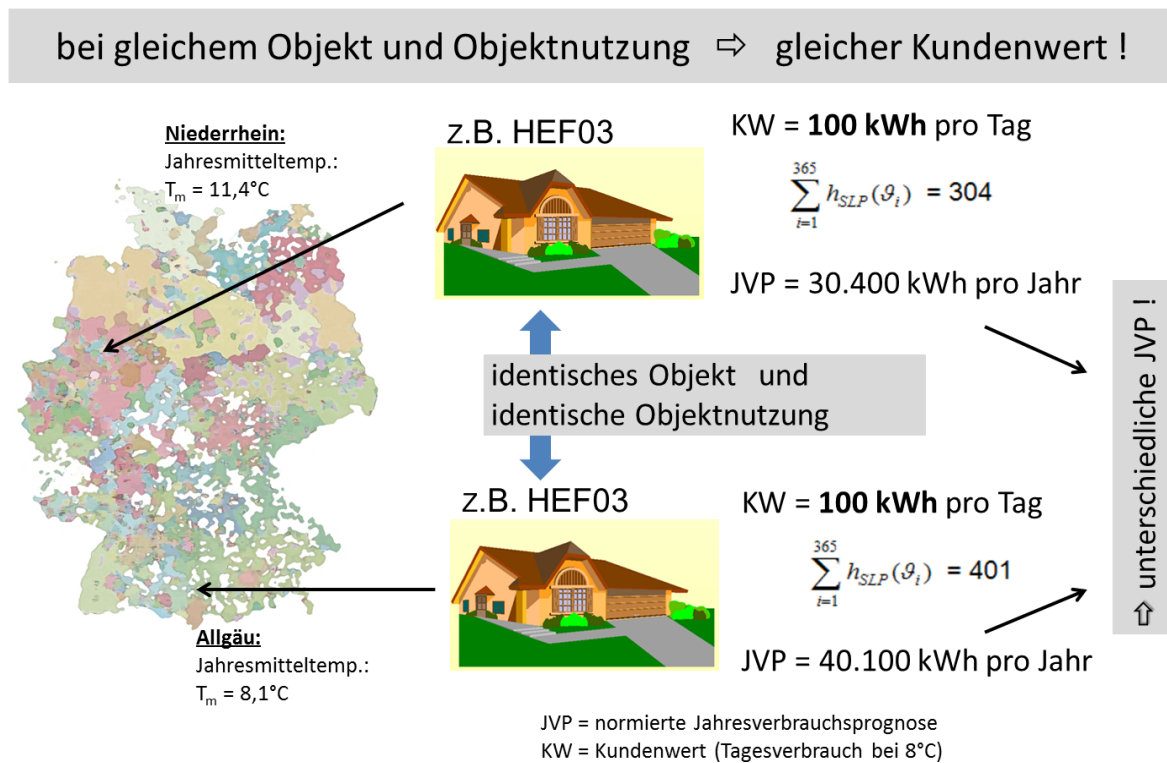 bei gleichem Objekt und Objektnutzung ⇨ gleicher Kundenwert !
Niederrhein:
Jahresmitteltemp.:
Tm = 11,4°C
z.B. HEF03
KW = 100 kWh pro Tag
365
∑ hSLP(ϑi) = 304
i=1
JVP = 30.400 kWh pro Jahr
identisches Objekt und
identische Objektnutzung
⇨ unterschiedliche JVP !
z.B. HEF03
KW = 100 kWh pro Tag
365
∑ hSLP(ϑi) = 401
i=1
JVP = 40.100 kWh pro Jahr
Allgäu:
Jahresmitteltemp.:
Tm = 8,1°C
JVP = normierte Jahresverbrauchsprognose
KW = Kundenwert (Tagesverbrauch bei 8°C)